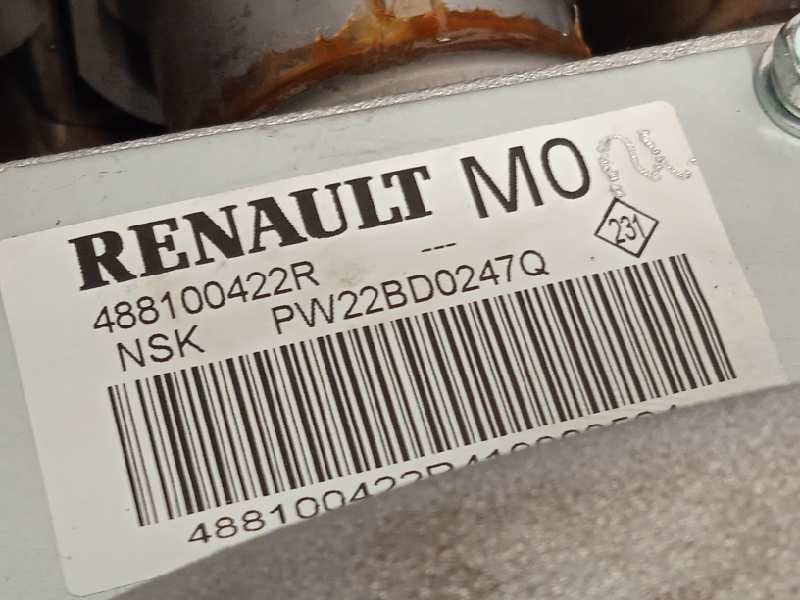 RENAULT M0
231
488100422R ---
NSK PW22BD0247Q